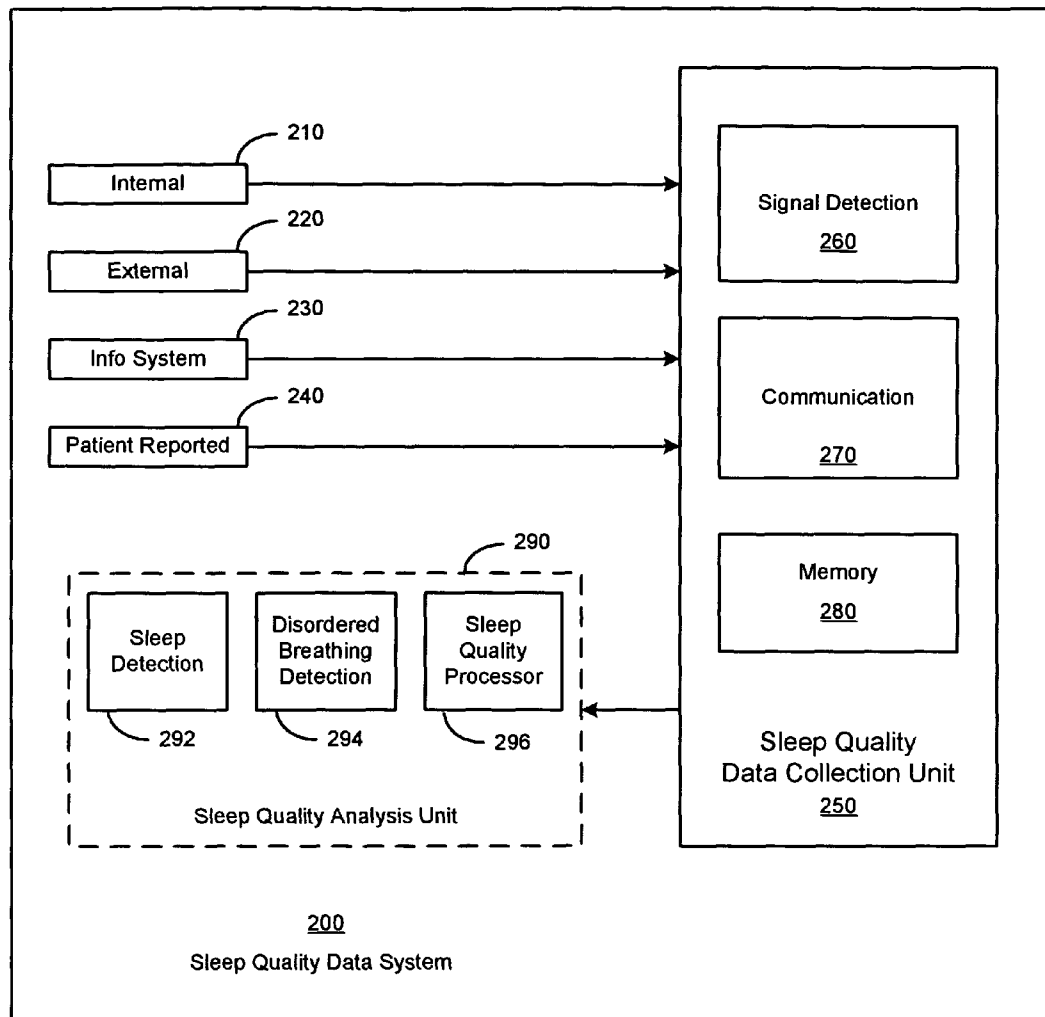 210
Internal
220
External
230
Info System
240
Patient Reported
Signal Detection
260
Communication
270
Memory
280
Sleep Quality
Data Collection Unit
250
290
Sleep
Detection
292
Disordered
Breathing
Detection
294
Sleep
Quality
Processor
296
Sleep Quality Analysis Unit
200
Sleep Quality Data System